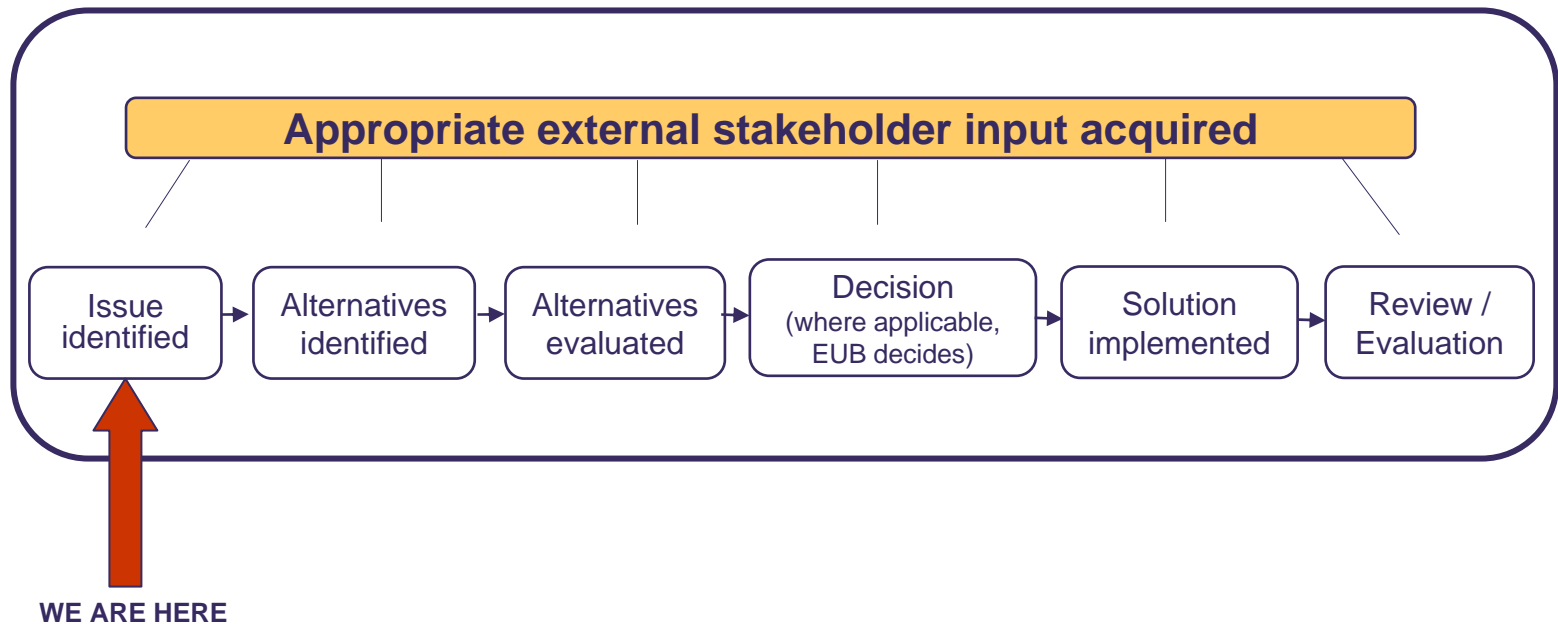 Appropriate external stakeholder input acquired
Issue
identified
Alternatives
identified
Alternatives
evaluated
Decision
(where applicable,
EUB decides)
Solution
implemented
Review /
Evaluation
WE ARE HERE